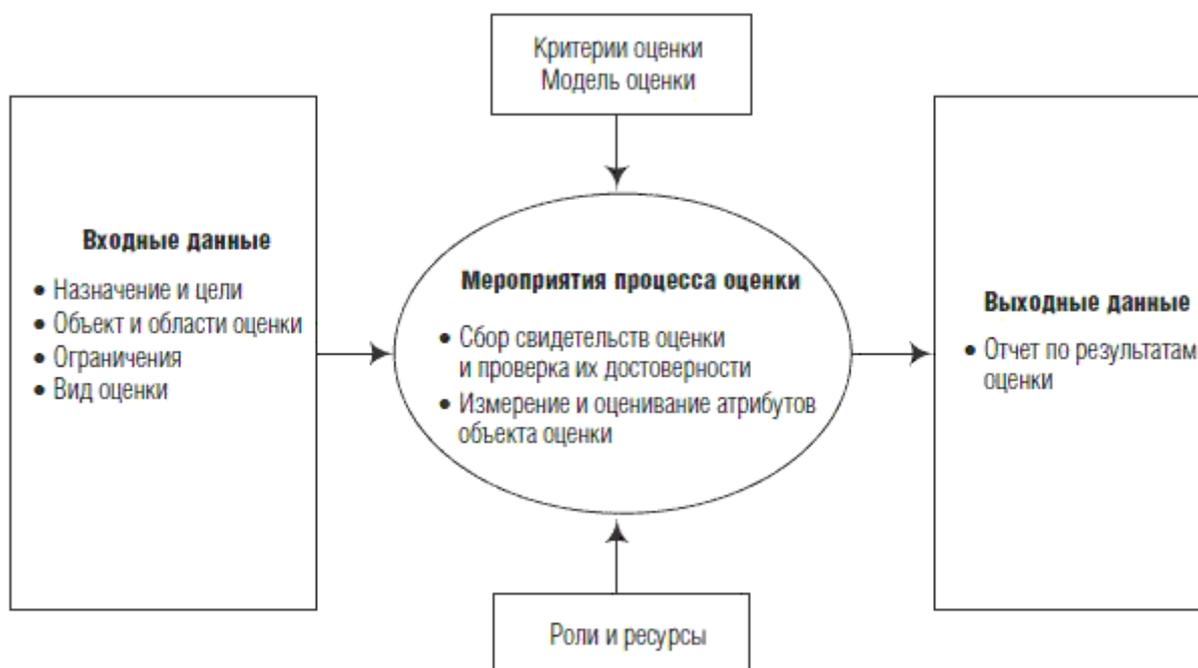 Критерии оценки
Модель оценки
Входные данные
• Назначение и цели
• Объект и области оценки
• Ограничения
• Вид оценки
Мероприятия процесса оценки
• Сбор свидетельств оценки
и проверка их достоверности
• Измерение и оценивание атрибутов
объекта оценки
Выходные данные
• Отчет по результатам
оценки
Роли и ресурсы